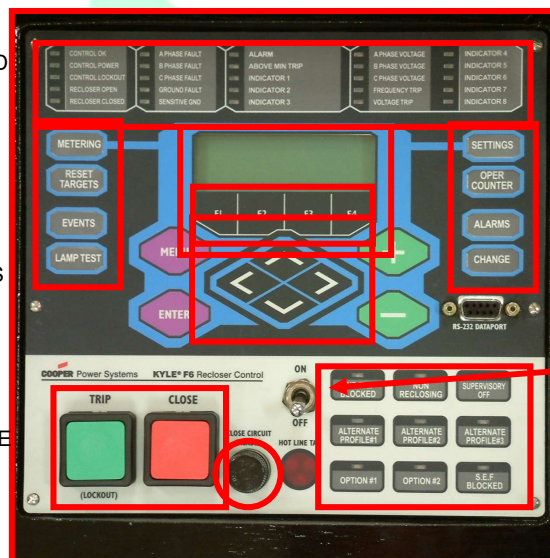 CONTROL OK
CONTROL POWER
CONTROL LOCKOUT
RECLOSER OPEN
RECLOSER CLOSED
A PHASE FAULT
B PHASE FAULT
C PHASE FAULT
GROUND FAULT
SENSITIVE GND
ALARM
ABOVE MIN TRIP
INDICATOR 1
INDICATOR 2
INDICATOR 3
A PHASE VOLTAGE
B PHASE VOLTAGE
C PHASE VOLTAGE
FREQUENCY TRIP
VOLTAGE TRIP
INDICATOR 4
INDICATOR 5
INDICATOR 6
INDICATOR 7
INDICATOR 8
METERING
RESET
TARGETS
EVENTS
LAMP TEST
SETTINGS
OPER
COUNTER
ALARMS
CHANGE
F1 F2 F3 F4
+
ENTER
−
RS-232 DATAPORT
COOPER Power Systems KYLE® F6 Recloser Control
ON
OFF
TRIP
CLOSE
(LOCKOUT)
CLOSE CIRCUIT
HOT LINE
BLOCKED
NON
RECLOSING
SUPERVISORY
OFF
ALTERNATE
PROFILE#1
ALTERNATE
PROFILE#2
ALTERNATE
PROFILE#3
OPTION #1
OPTION #2
S.E.F
BLOCKED